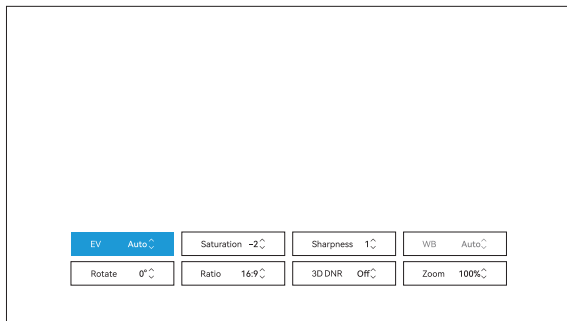 EV Auto Saturation -2 Sharpness 1 WB Auto
Rotate 0° Ratio 16:9 3D DNR Off Zoom 100%